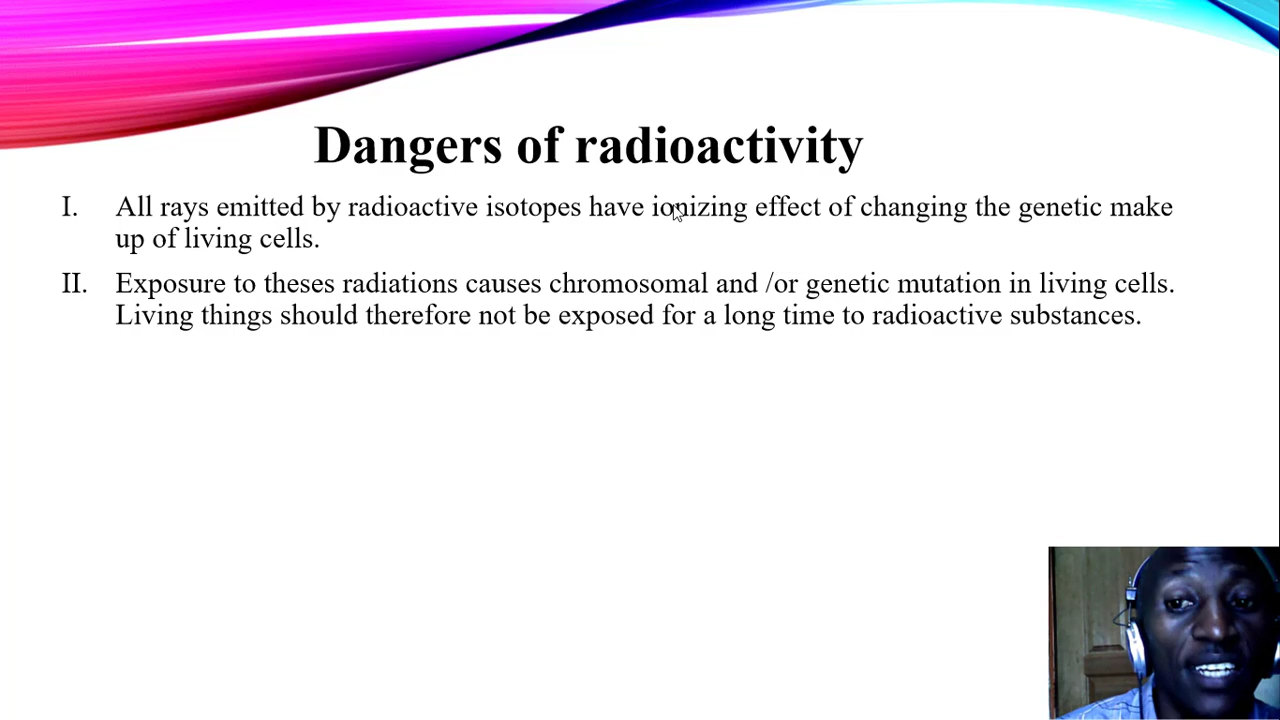 Dangers of radioactivity
I. All rays emitted by radioactive isotopes have ionizing effect of changing the genetic make
up of living cells.
II. Exposure to theses radiations causes chromosomal and /or genetic mutation in living cells.
Living things should therefore not be exposed for a long time to radioactive substances.